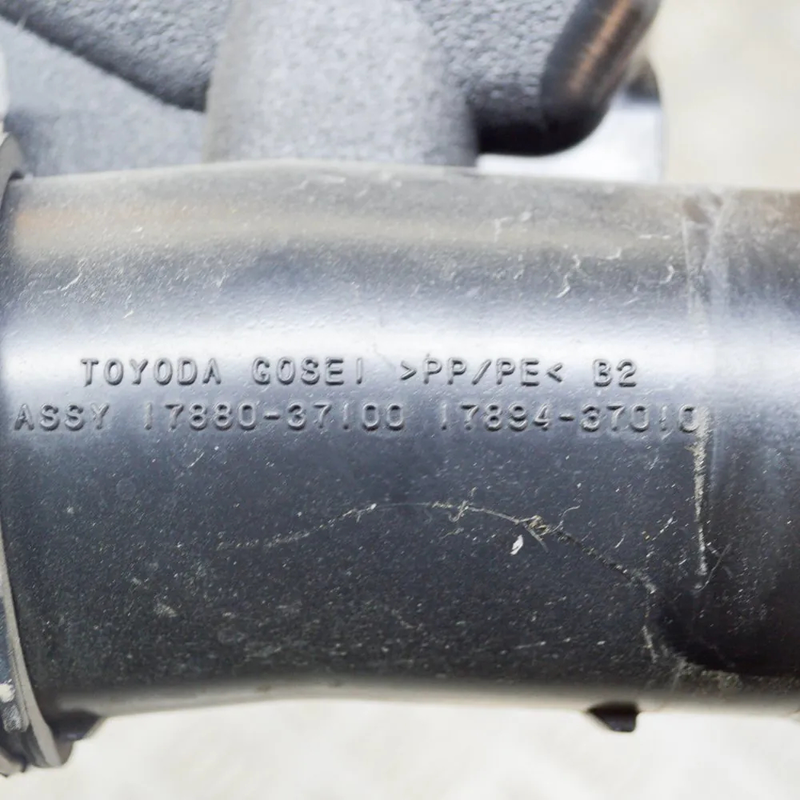 TOYODA GOSEI >PP/PE< B2
ASSY 17880-37100 17894-37010